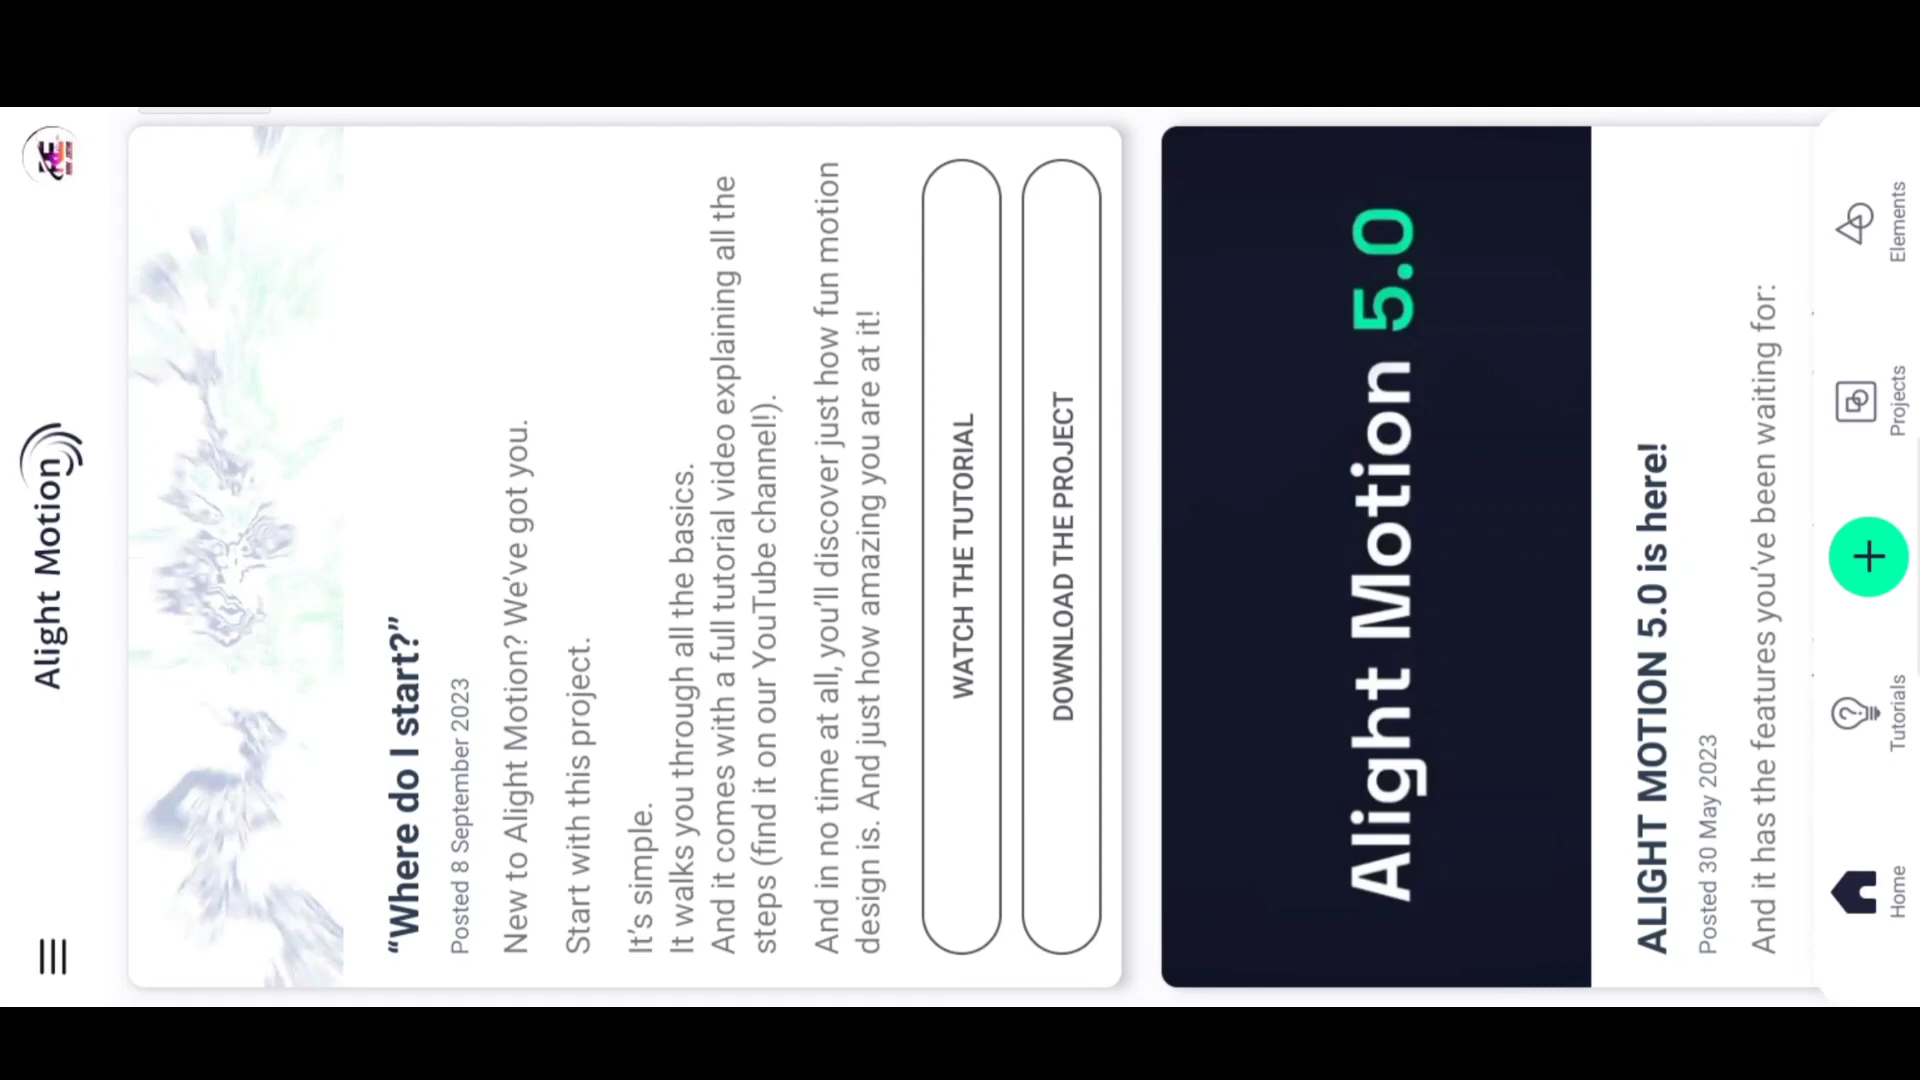 Alight Motion
“Where do I start?”
Posted 8 September 2023
New to Alight Motion? We’ve got you.
Start with this project.
It’s simple.
It walks you through all the basics.
And it comes with a full tutorial video explaining all the
steps (find it on our YouTube channel!).
And in no time at all, you’ll discover just how fun motion
design is. And just how amazing you are at it!
WATCH THE TUTORIAL
DOWNLOAD THE PROJECT
Alight Motion 5.0
ALIGHT MOTION 5.0 is here!
Posted 30 May 2023
And it has the features you’ve been waiting for:
Home
Tutorials
Projects
Elements